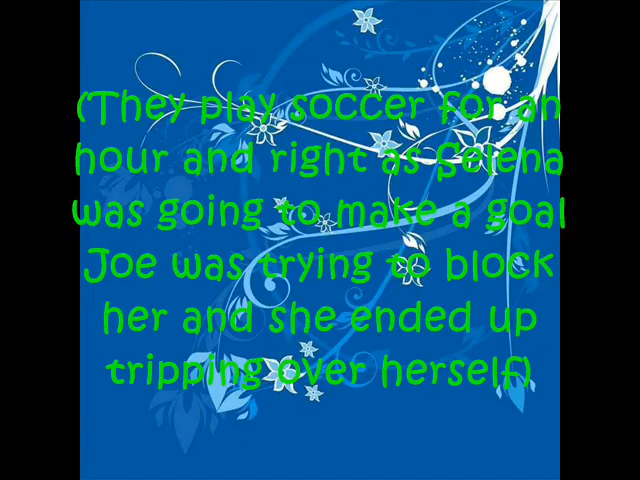 (They play soccer for an
hour and right as Selena
was going to make a goal
Joe was trying to block
her and she ended up
tripping over herself)